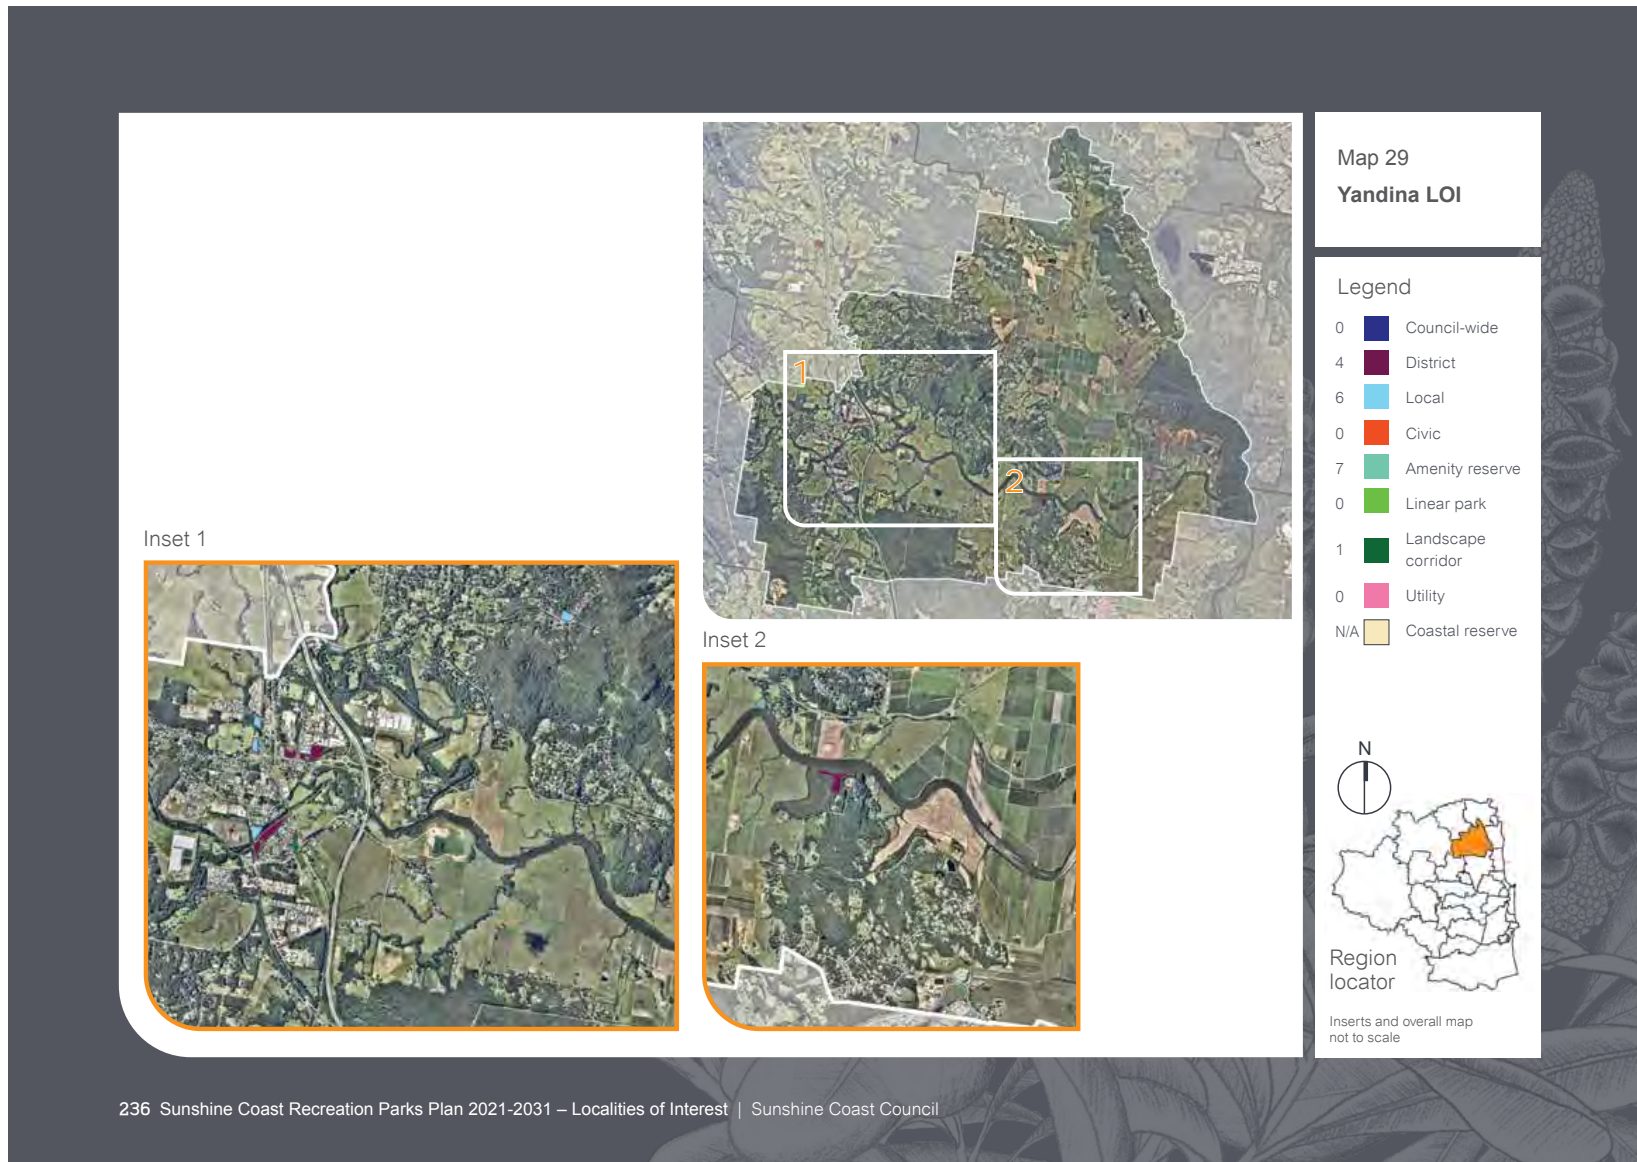 Map 29
Yandina LOI
Legend
0 Council-wide
4 District
6 Local
0 Civic
7 Amenity reserve
0 Linear park
1 Landscape
corridor
0 Utility
N/A Coastal reserve
N
Region
locator
Inserts and overall map
not to scale
1
2
Inset 1
Inset 2
236 Sunshine Coast Recreation Parks Plan 2021-2031 – Localities of Interest | Sunshine Coast Council